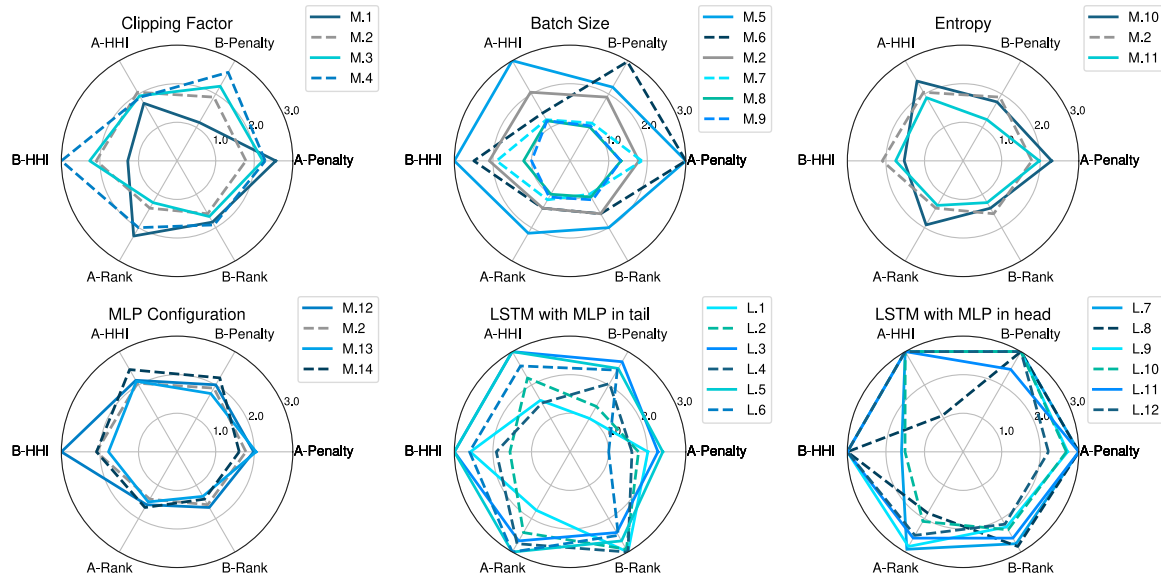 Clipping Factor
A-HHI
B-Penalty
B-HHI
A-Penalty
A-Rank
B-Rank
1.0
2.0
3.0
M.1
M.2
M.3
M.4
Batch Size
A-HHI
B-Penalty
B-HHI
A-Penalty
A-Rank
B-Rank
1.0
2.0
3.0
M.5
M.6
M.2
M.7
M.8
M.9
Entropy
A-HHI
B-Penalty
B-HHI
A-Penalty
A-Rank
B-Rank
1.0
2.0
3.0
M.10
M.2
M.11
MLP Configuration
A-HHI
B-Penalty
B-HHI
A-Penalty
A-Rank
B-Rank
1.0
2.0
3.0
M.12
M.2
M.13
M.14
LSTM with MLP in tail
A-HHI
B-Penalty
B-HHI
A-Penalty
A-Rank
B-Rank
1.0
2.0
3.0
L.1
L.2
L.3
L.4
L.5
L.6
LSTM with MLP in head
A-HHI
B-Penalty
B-HHI
A-Penalty
A-Rank
B-Rank
1.0
2.0
3.0
L.7
L.8
L.9
L.10
L.11
L.12